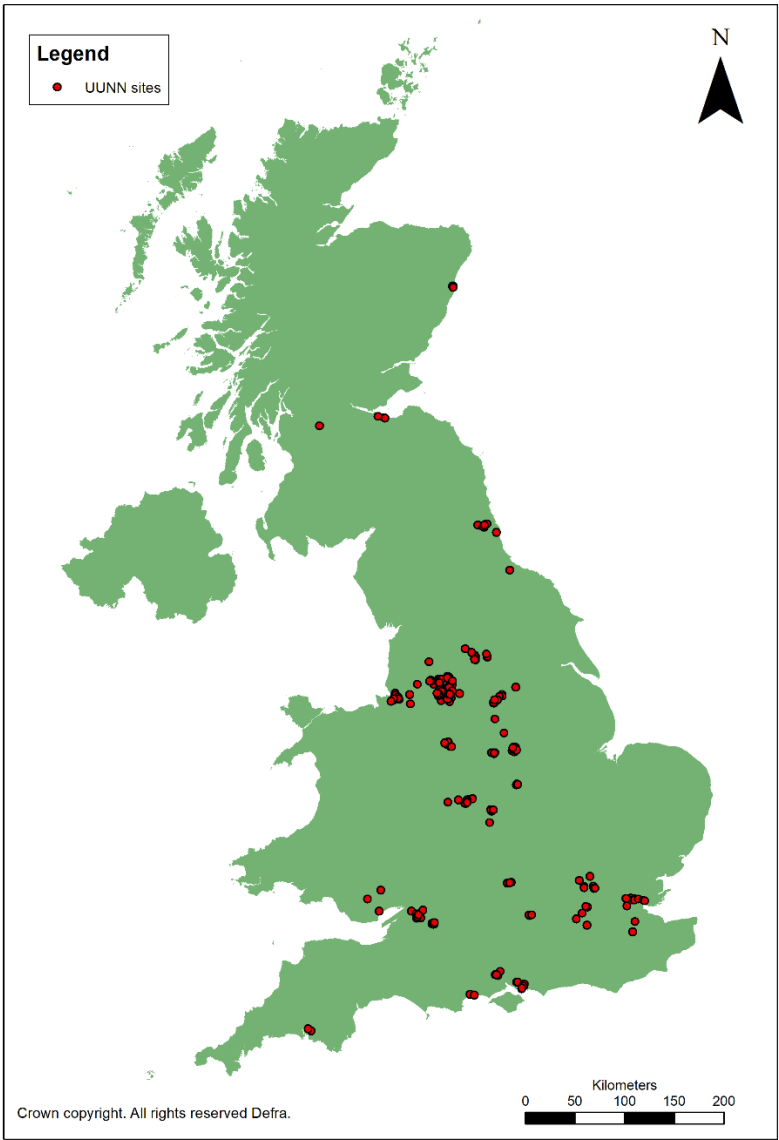 Legend
UUNN sites
N
Kilometers
0 50 100 150 200
Crown copyright. All rights reserved Defra.